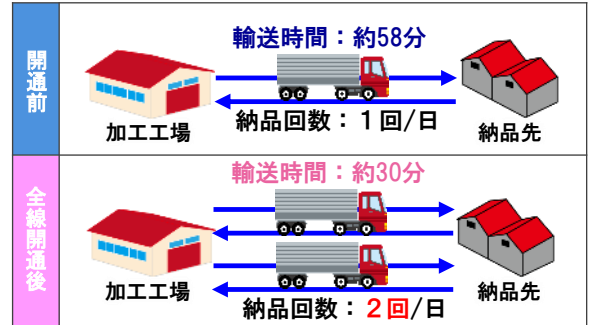 開通前
輸送時間：約58分
加工工場
納品回数：１回/日
納品先
全線開通後
輸送時間：約30分
加工工場
納品回数：２回/日
納品先